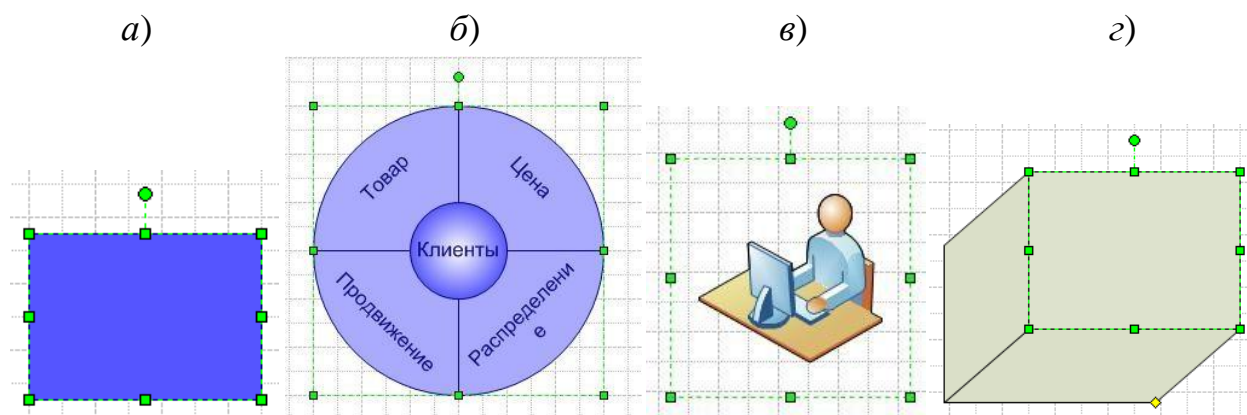 а) б) в) г)
Товар
Цена
Клиенты
Продвижение
Распределени
е